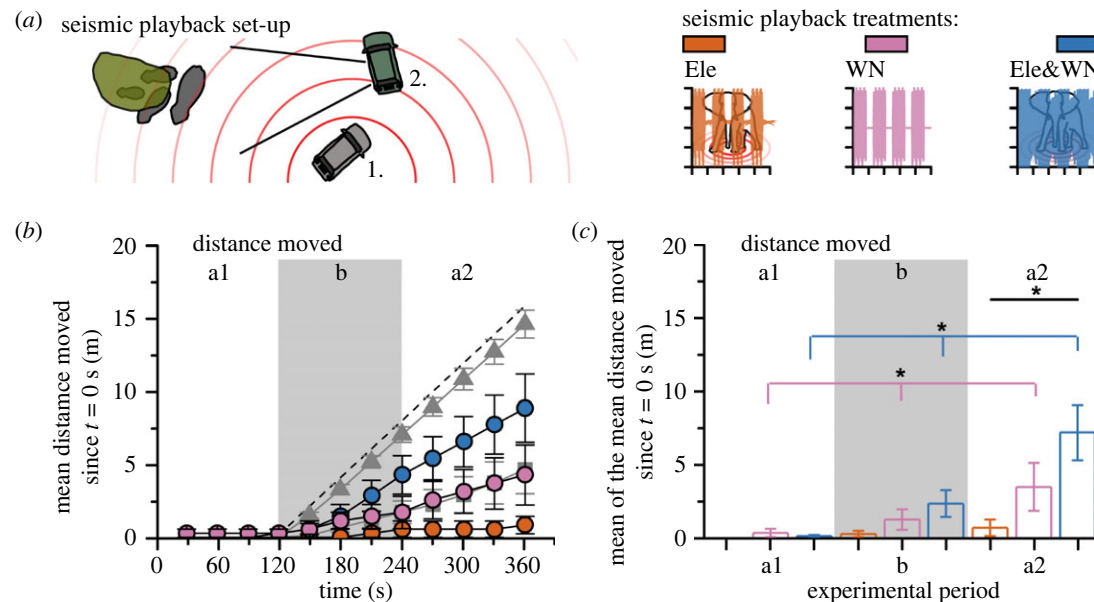 (a)
seismic playback set-up
2.
1.
seismic playback treatments:
Ele
WN
Ele&WN
(b)
distance moved
a1
b
a2
mean distamce moved
since t = 0 s (m)
20
15
10
5
0
0
60
120
180
240
300
360
time (s)
(c)
distance moved
a1
b
a2
*
*
*
mean of the mean distance moved
since t = 0 s (m)
20
15
10
5
0
a1
b
a2
experimental period